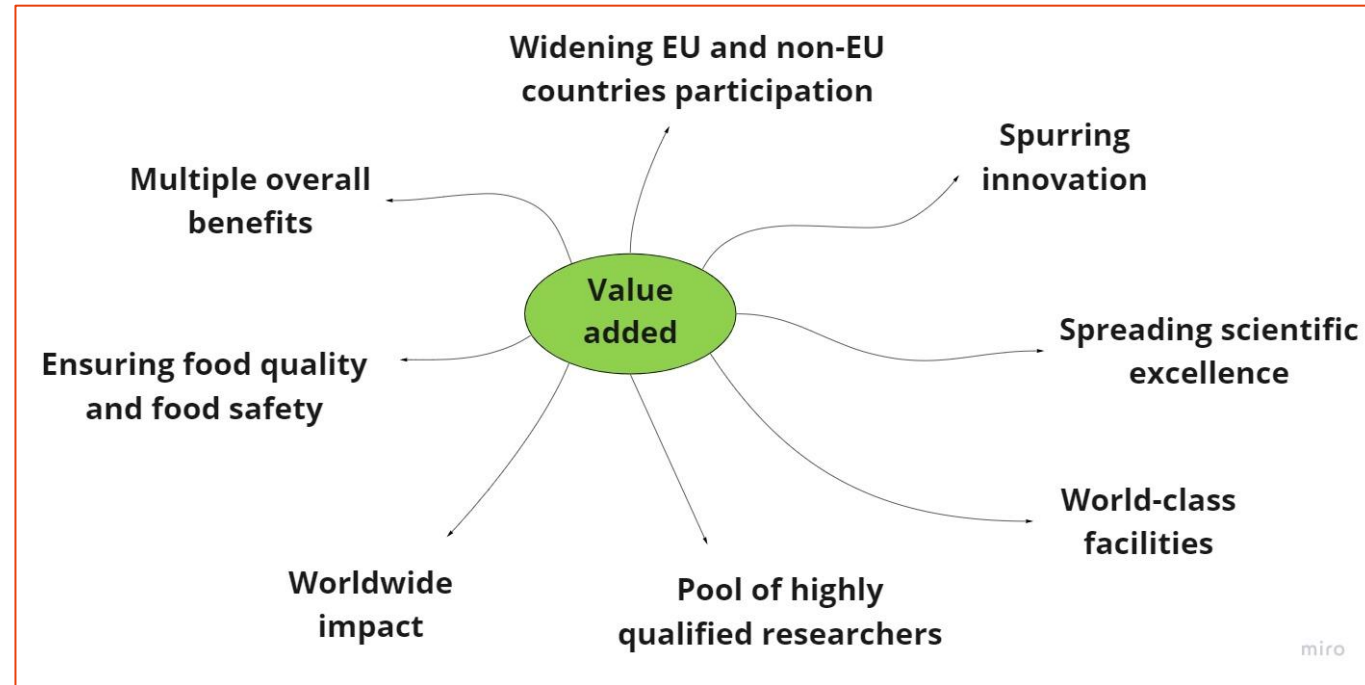 Widening EU and non-EU
countries participation
Spurring
innovation
Multiple overall
benefits
Value
added
Spreading scientific
excellence
Ensuring food quality
and food safety
World-class
facilities
Worldwide
impact
Pool of highly
qualified researchers
miro